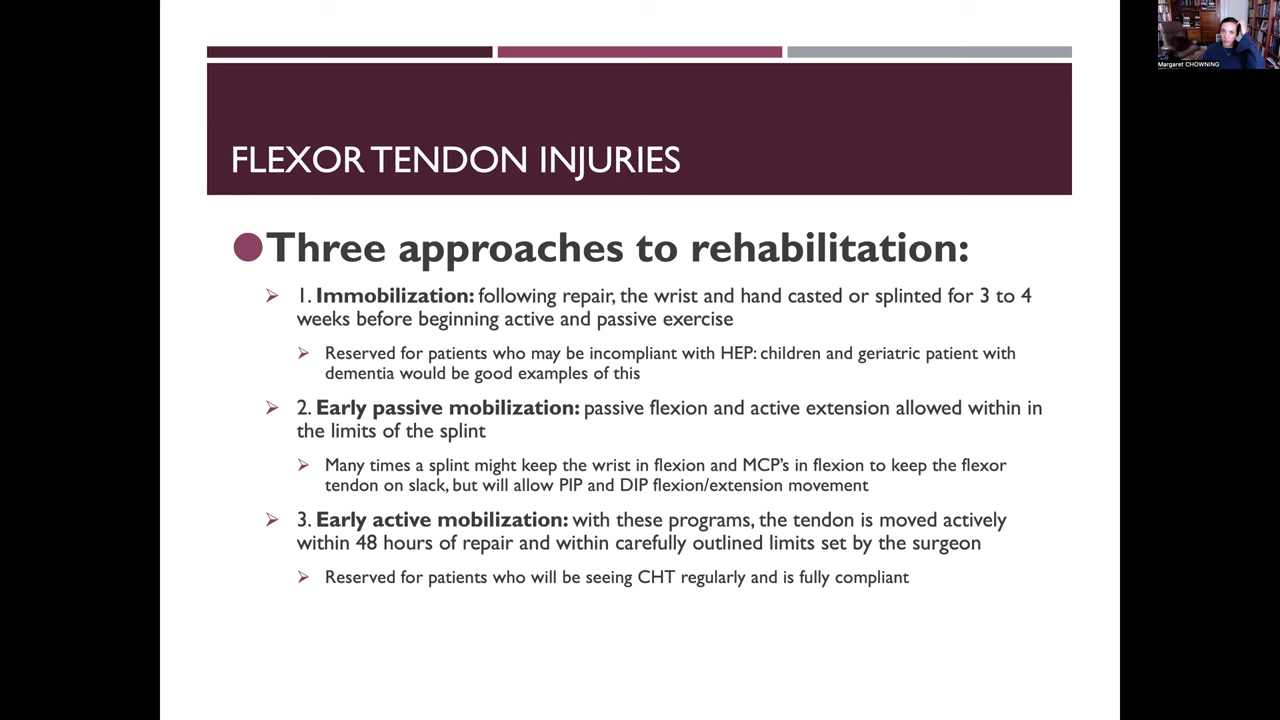 Margaret CHOWNING
FLEXOR TENDON INJURIES
Three approaches to rehabilitation:
1. Immobilization: following repair, the wrist and hand casted or splinted for 3 to 4
weeks before beginning active and passive exercise
Reserved for patients who may be incompliant with HEP: children and geriatric patient with
dementia would be good examples of this
2. Early passive mobilization: passive flexion and active extension allowed within in
the limits of the splint
Many times a splint might keep the wrist in flexion and MCP's in flexion to keep the flexor
tendon on slack, but will allow PIP and DIP flexion/extension movement
3. Early active mobilization: with these programs, the tendon is moved actively
within 48 hours of repair and within carefully outlined limits set by the surgeon
Reserved for patients who will be seeing CHT regularly and is fully compliant